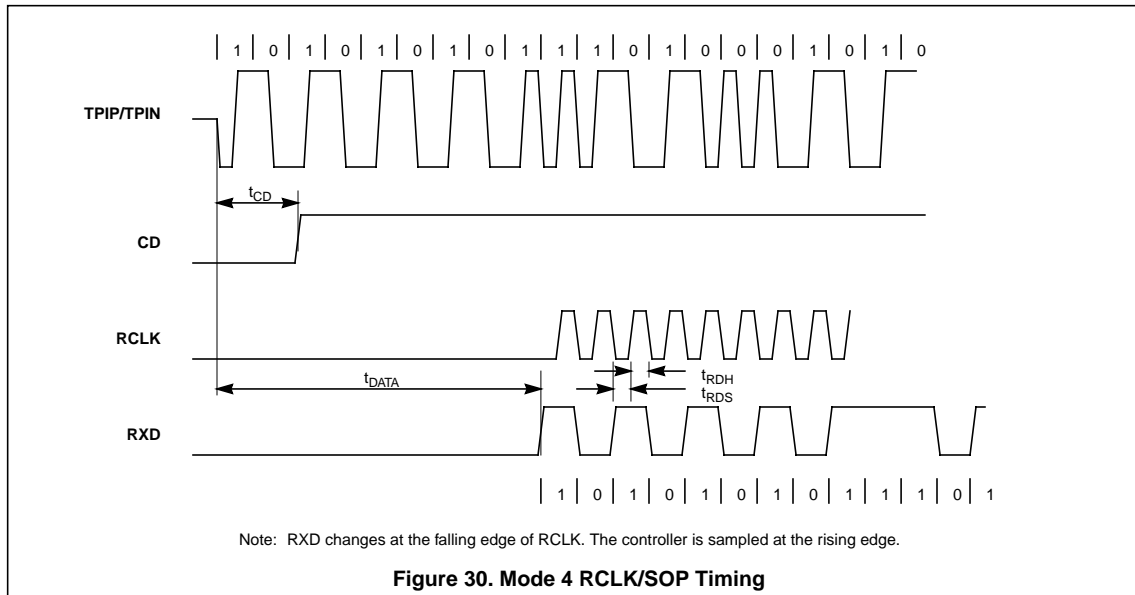 | 1 | 0 | 1 | 0 | 1 | 0 | 1 | 0 | 1 | 1 | 1 | 0 | 1 | 0 | 0 | 0 | 1 | 0 | 1 | 0
TPIP/TPIN
tCD
CD
RCLK
tDATA
tRDH
tRDS
RXD
| 1 | 0 | 1 | 0 | 1 | 0 | 1 | 0 | 1 | 1 | 1 | 0 | 1
Note: RXD changes at the falling edge of RCLK. The controller is sampled at the rising edge.
Figure 30. Mode 4 RCLK/SOP Timing